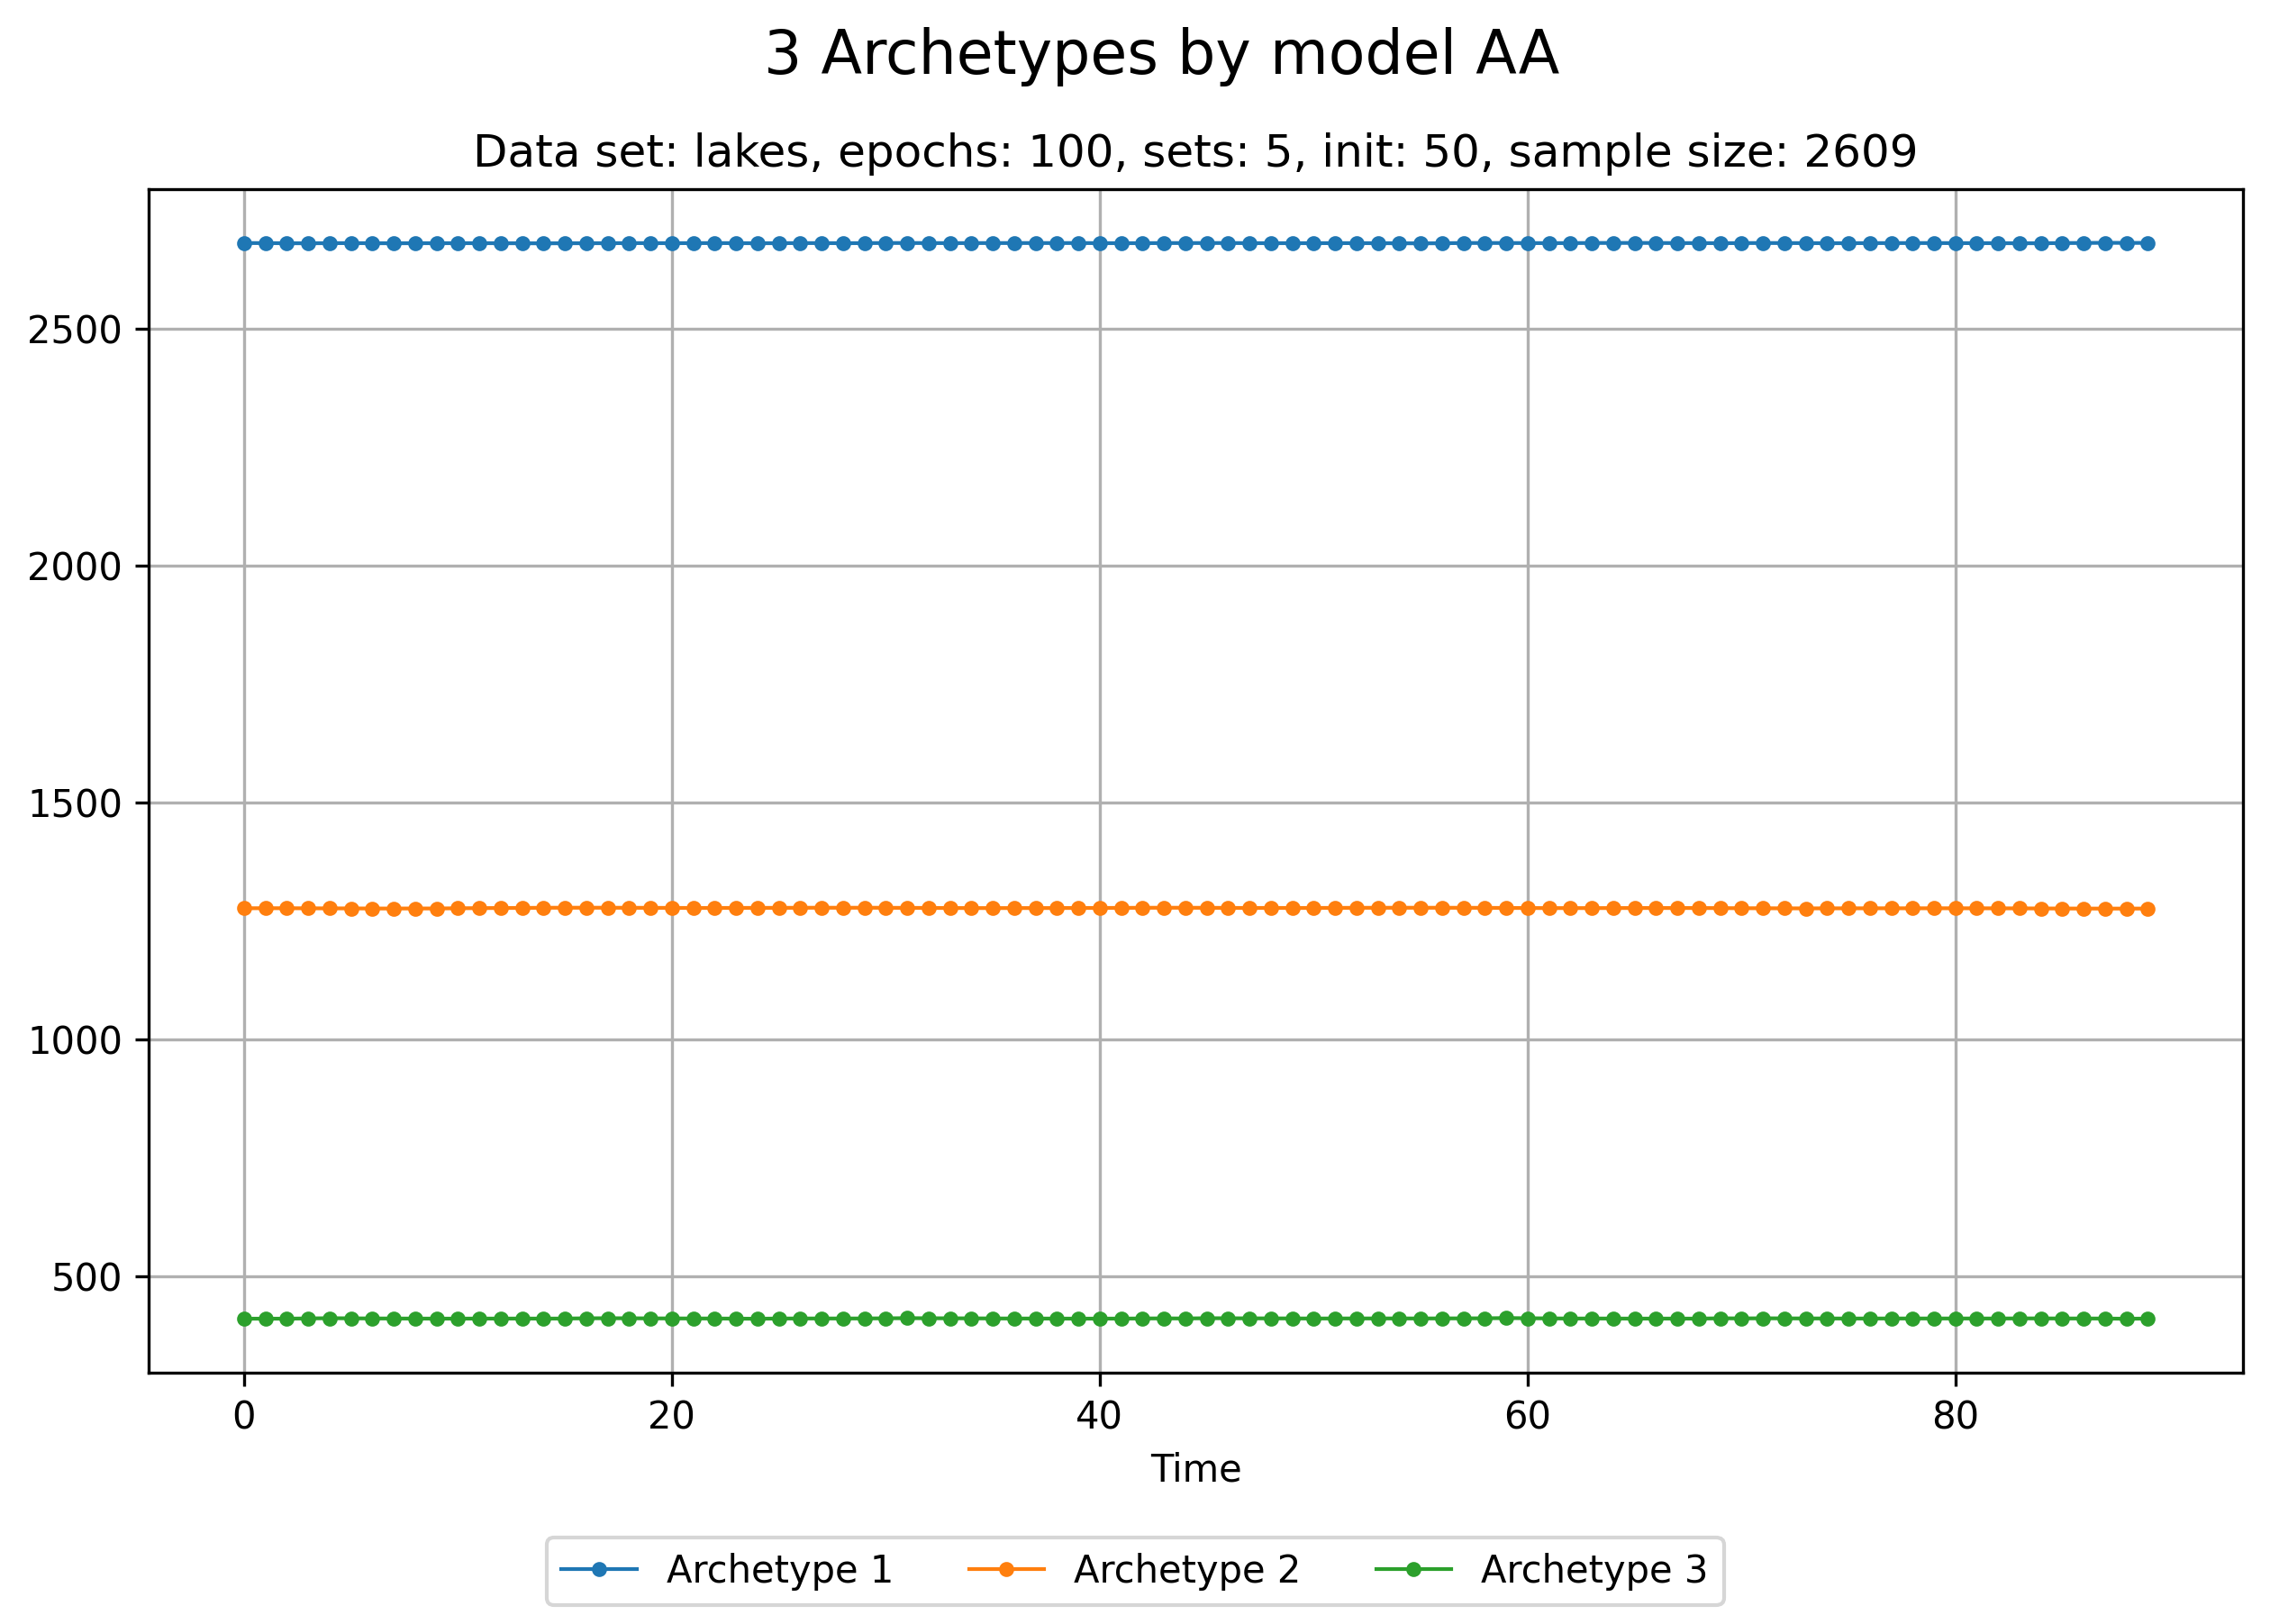 3 Archetypes by model AA
Data set: lakes, epochs: 100, sets: 5, init: 50, sample size: 2609
2500
2000
1500
1000
500
0 20 40 60 80
Time
Archetype 1 Archetype 2 Archetype 3